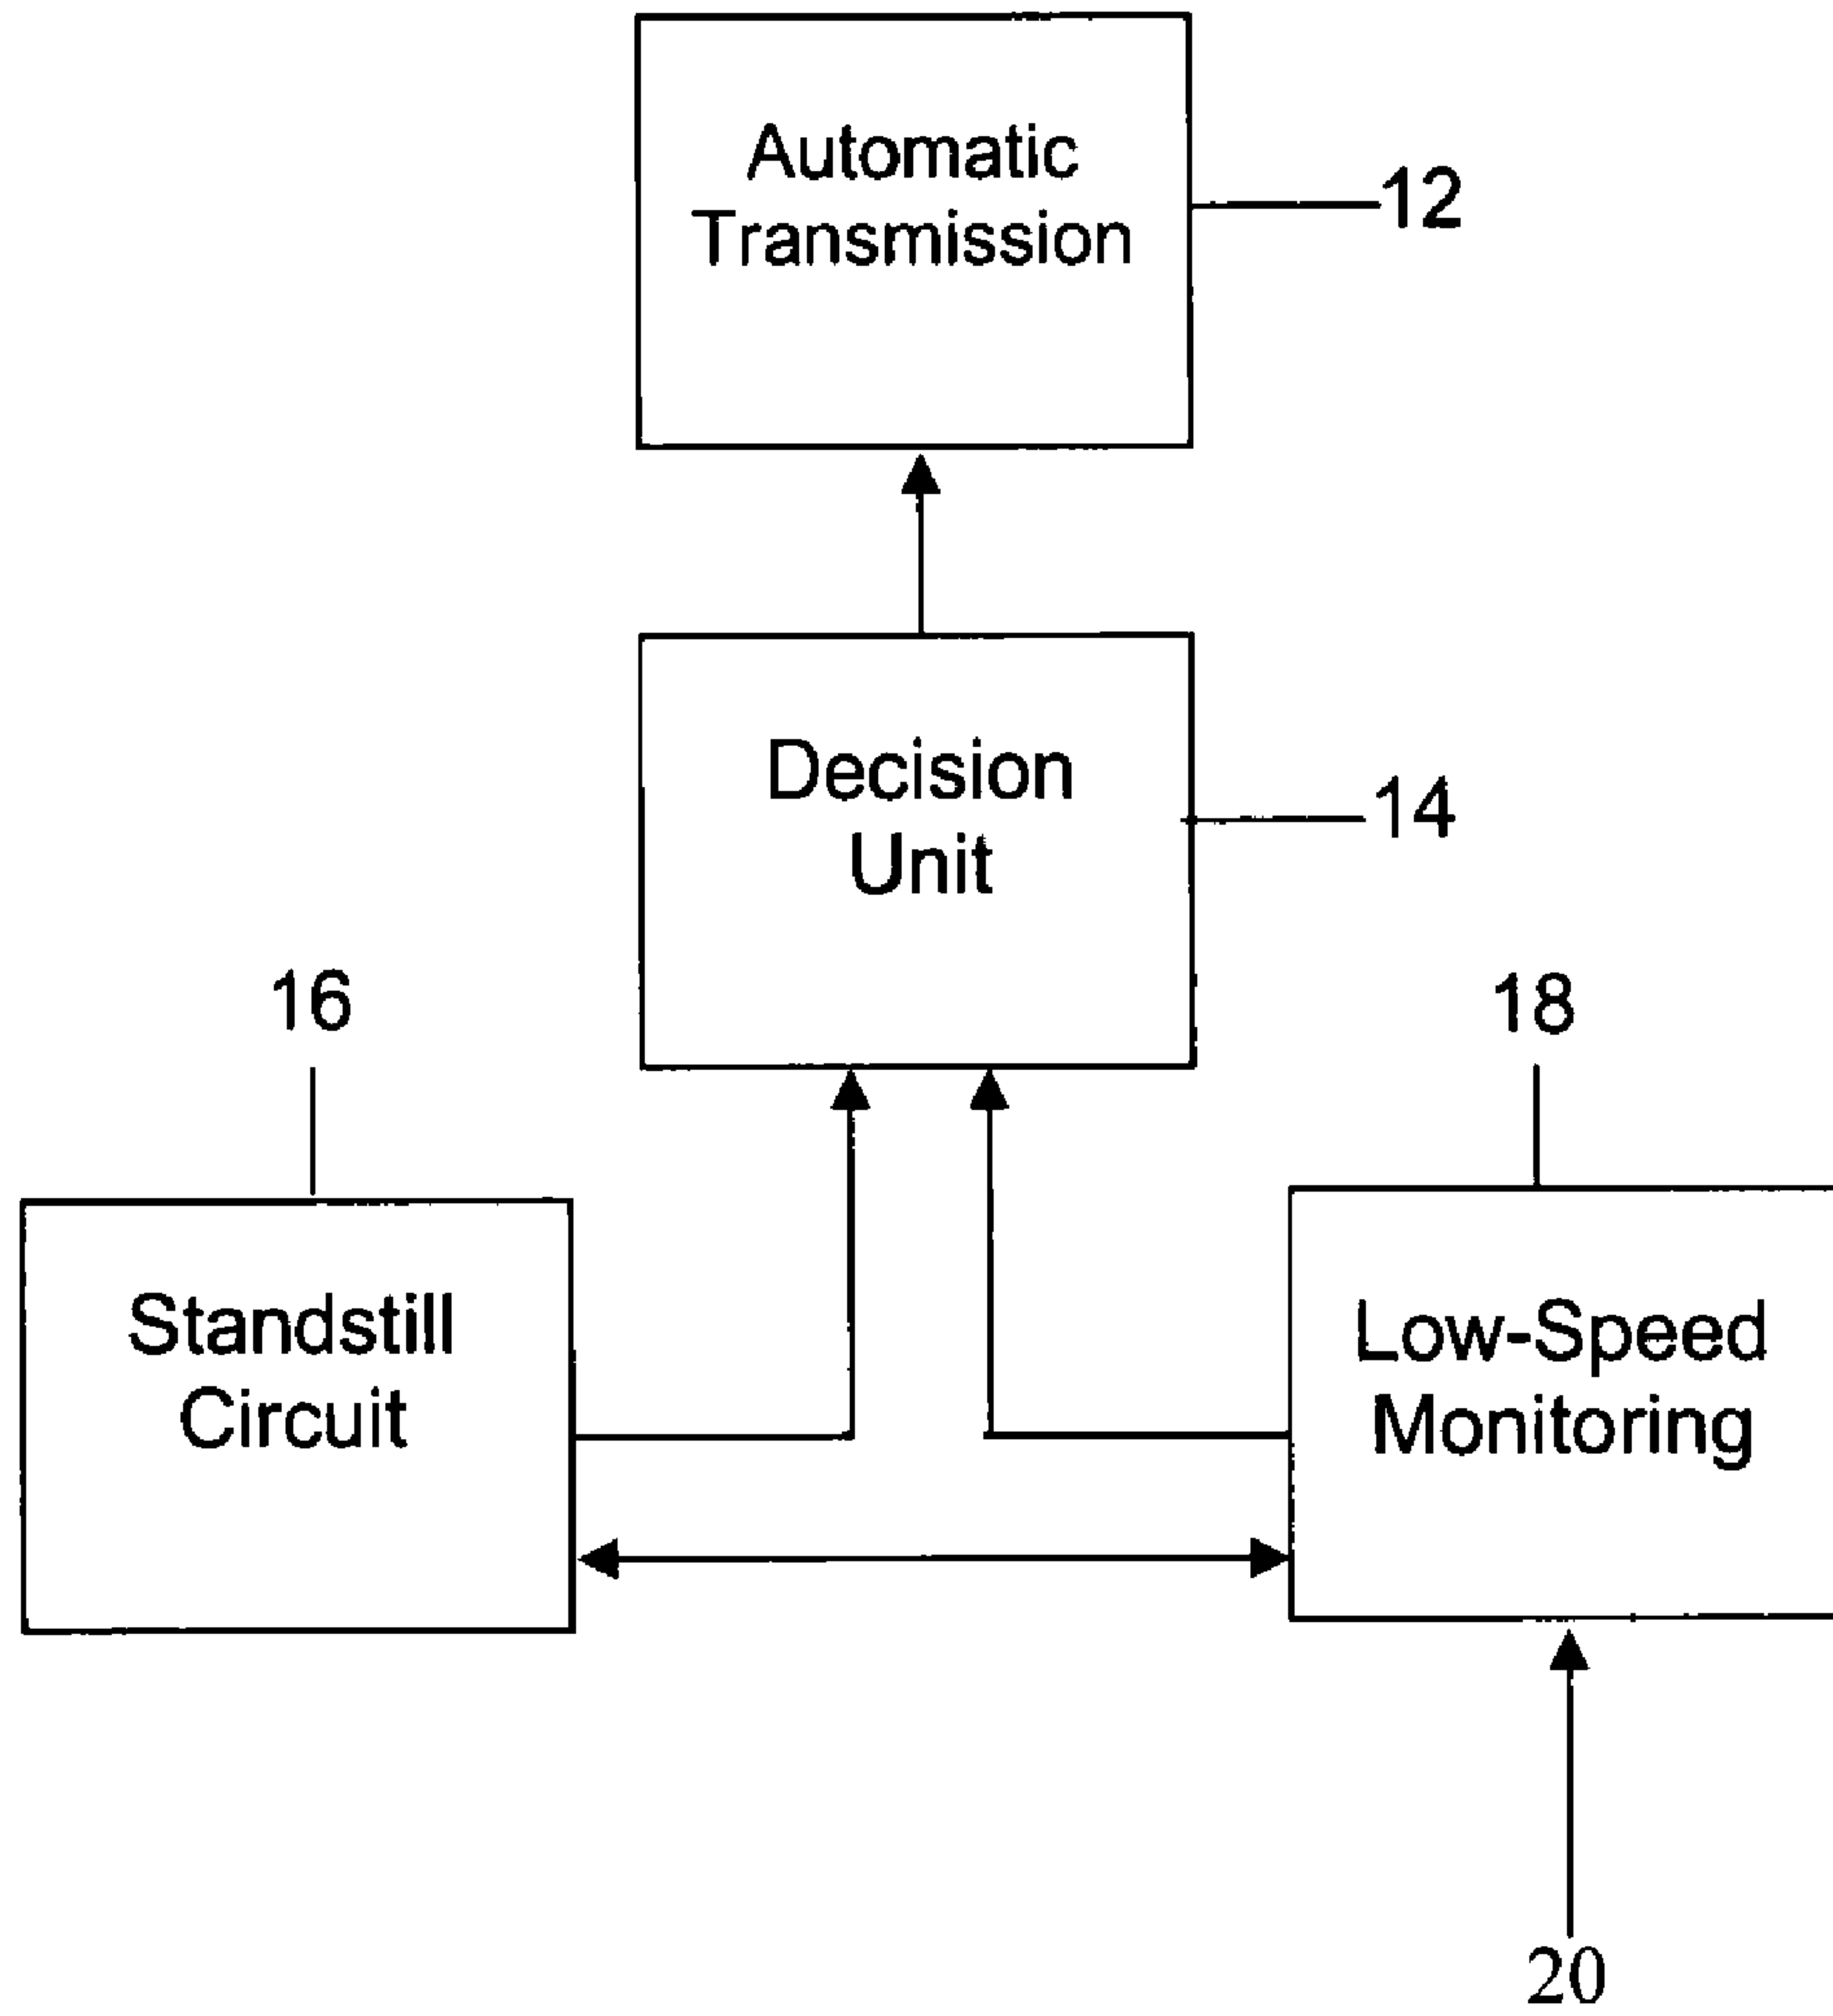 Automatic
Transmission
12
Decision
Unit
14
16
18
Standstill
Circuit
Low-Speed
Monitoring
20